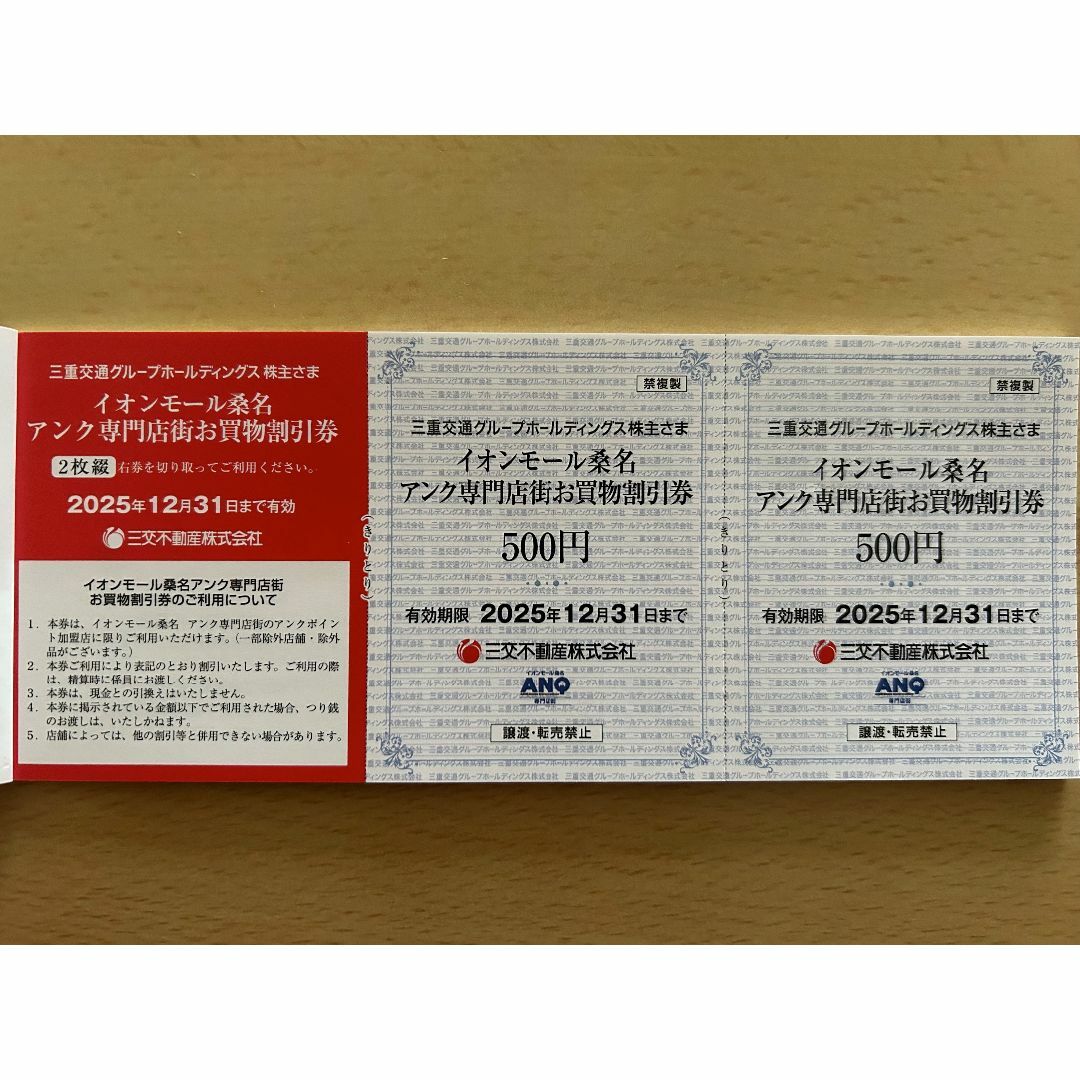 三重交通グループホールディングス 株主さま
イオンモール桑名
アンク専門店街お買物割引券
2枚綴 右券を切り取ってご利用ください。
2025年12月31日まで有効
三交不動産株式会社
イオンモール桑名アンク専門店街
お買物割引券のご利用について
1. 本券は、イオンモール桑名 アンク専門店街のアンクポイン
ト加盟店に限りご利用いただけます。(一部除外店舗・除外
品がございます。)
2. 本券ご利用により表記のとおり割引いたします。ご利用の際
は、精算時に係員にお渡しください。
3. 本券は、現金との引換えはいたしません。
4. 本券に掲示されている金額以下でご利用された場合、つり銭
のお渡しは、いたしかねます。
5. 店舗によっては、他の割引等と併用できない場合があります。
(きりとり)
禁複製
三重交通グループホールディングス株主さま
イオンモール桑名
アンク専門店街お買物割引券
500円
有効期限 2025年12月31日まで
三交不動産株式会社
イオンモール桑名
ANQ
専門店街
譲渡・転売禁止
(きりとり)
禁複製
三重交通グループホールディングス株主さま
イオンモール桑名
アンク専門店街お買物割引券
500円
有効期限 2025年12月31日まで
三交不動産株式会社
イオンモール桑名
ANQ
専門店街
譲渡・転売禁止